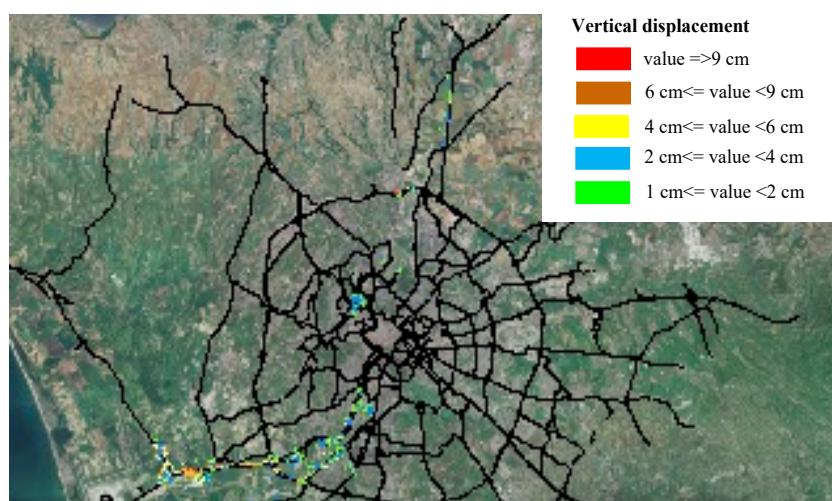 Vertical displacement
value =>9 cm
6 cm<= value <9 cm
4 cm<= value <6 cm
2 cm<= value <4 cm
1 cm<= value <2 cm